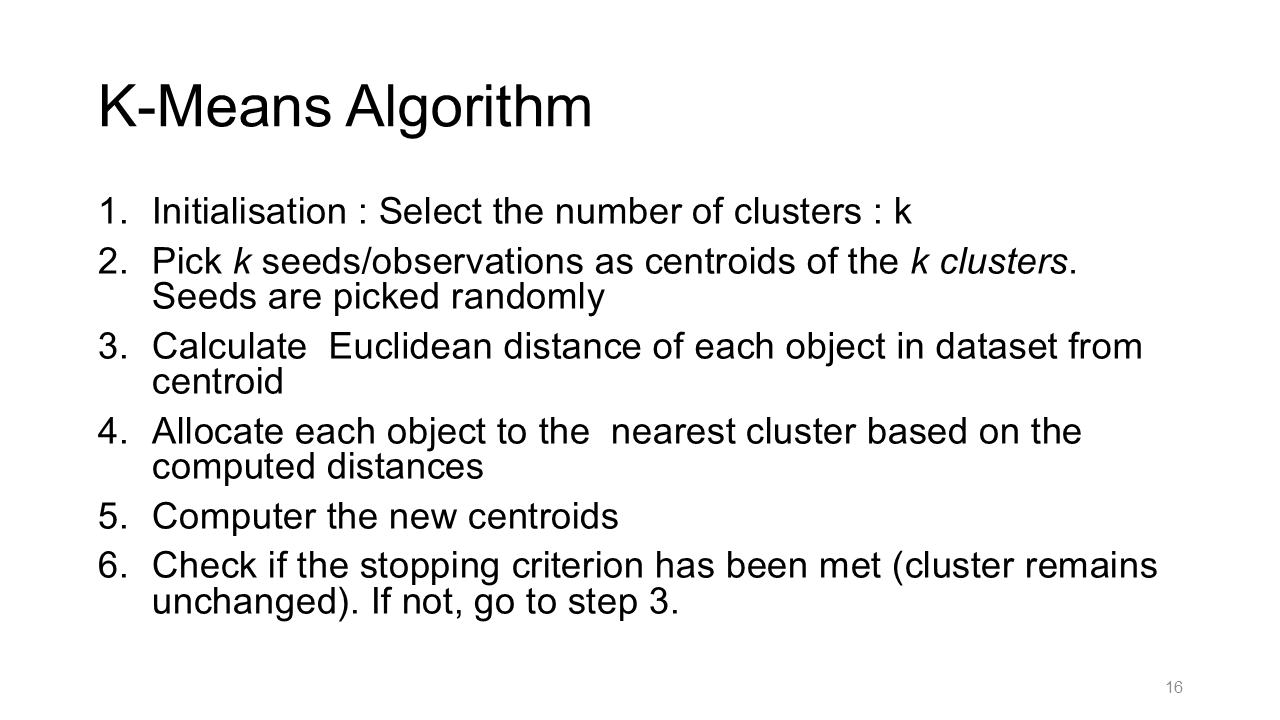 K-Means Algorithm
1. Initialisation : Select the number of clusters : k
2. Pick k seeds/observations as centroids of the k clusters.
Seeds are picked randomly
3. Calculate  Euclidean distance of each object in dataset from
centroid
4. Allocate each object to the  nearest cluster based on the
computed distances
5. Computer the new centroids
6. Check if the stopping criterion has been met (cluster remains
unchanged). If not, go to step 3.
16